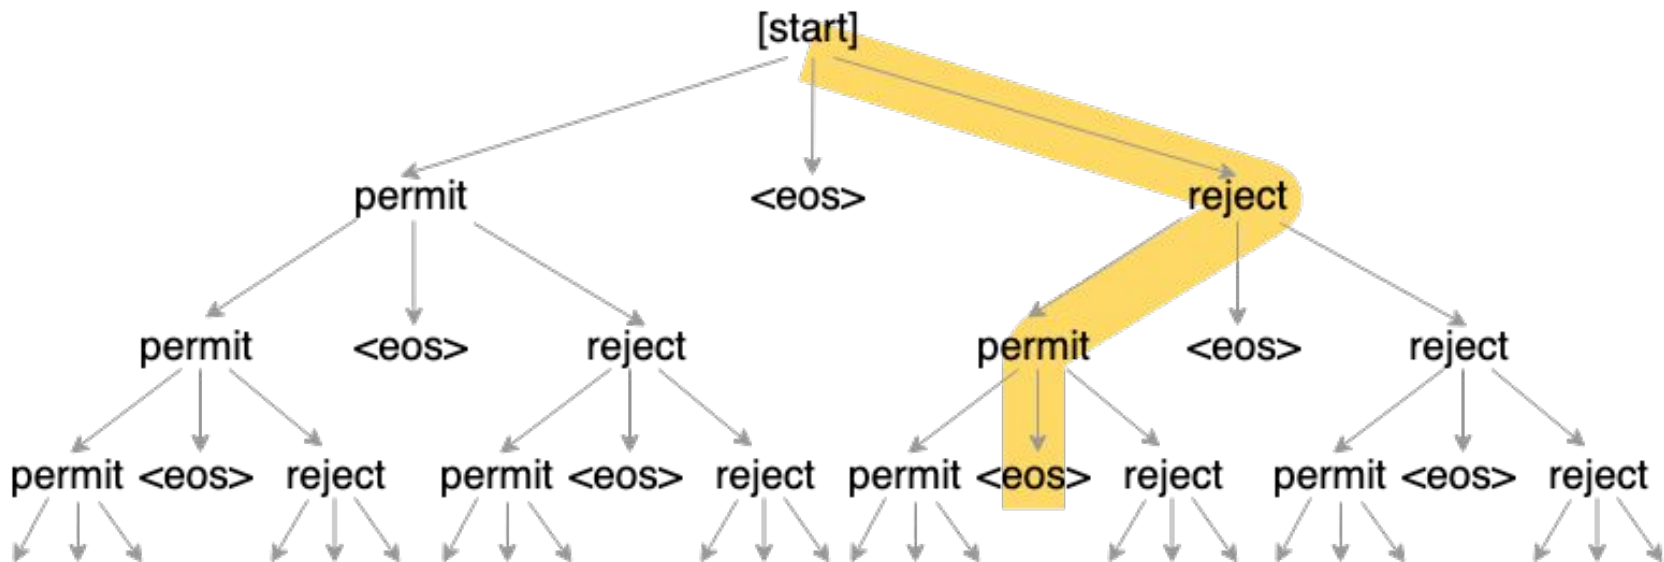 [start]
permit <eos> reject
permit <eos> reject permit <eos> reject
permit <eos> reject permit <eos> reject permit <eos> reject permit <eos> reject